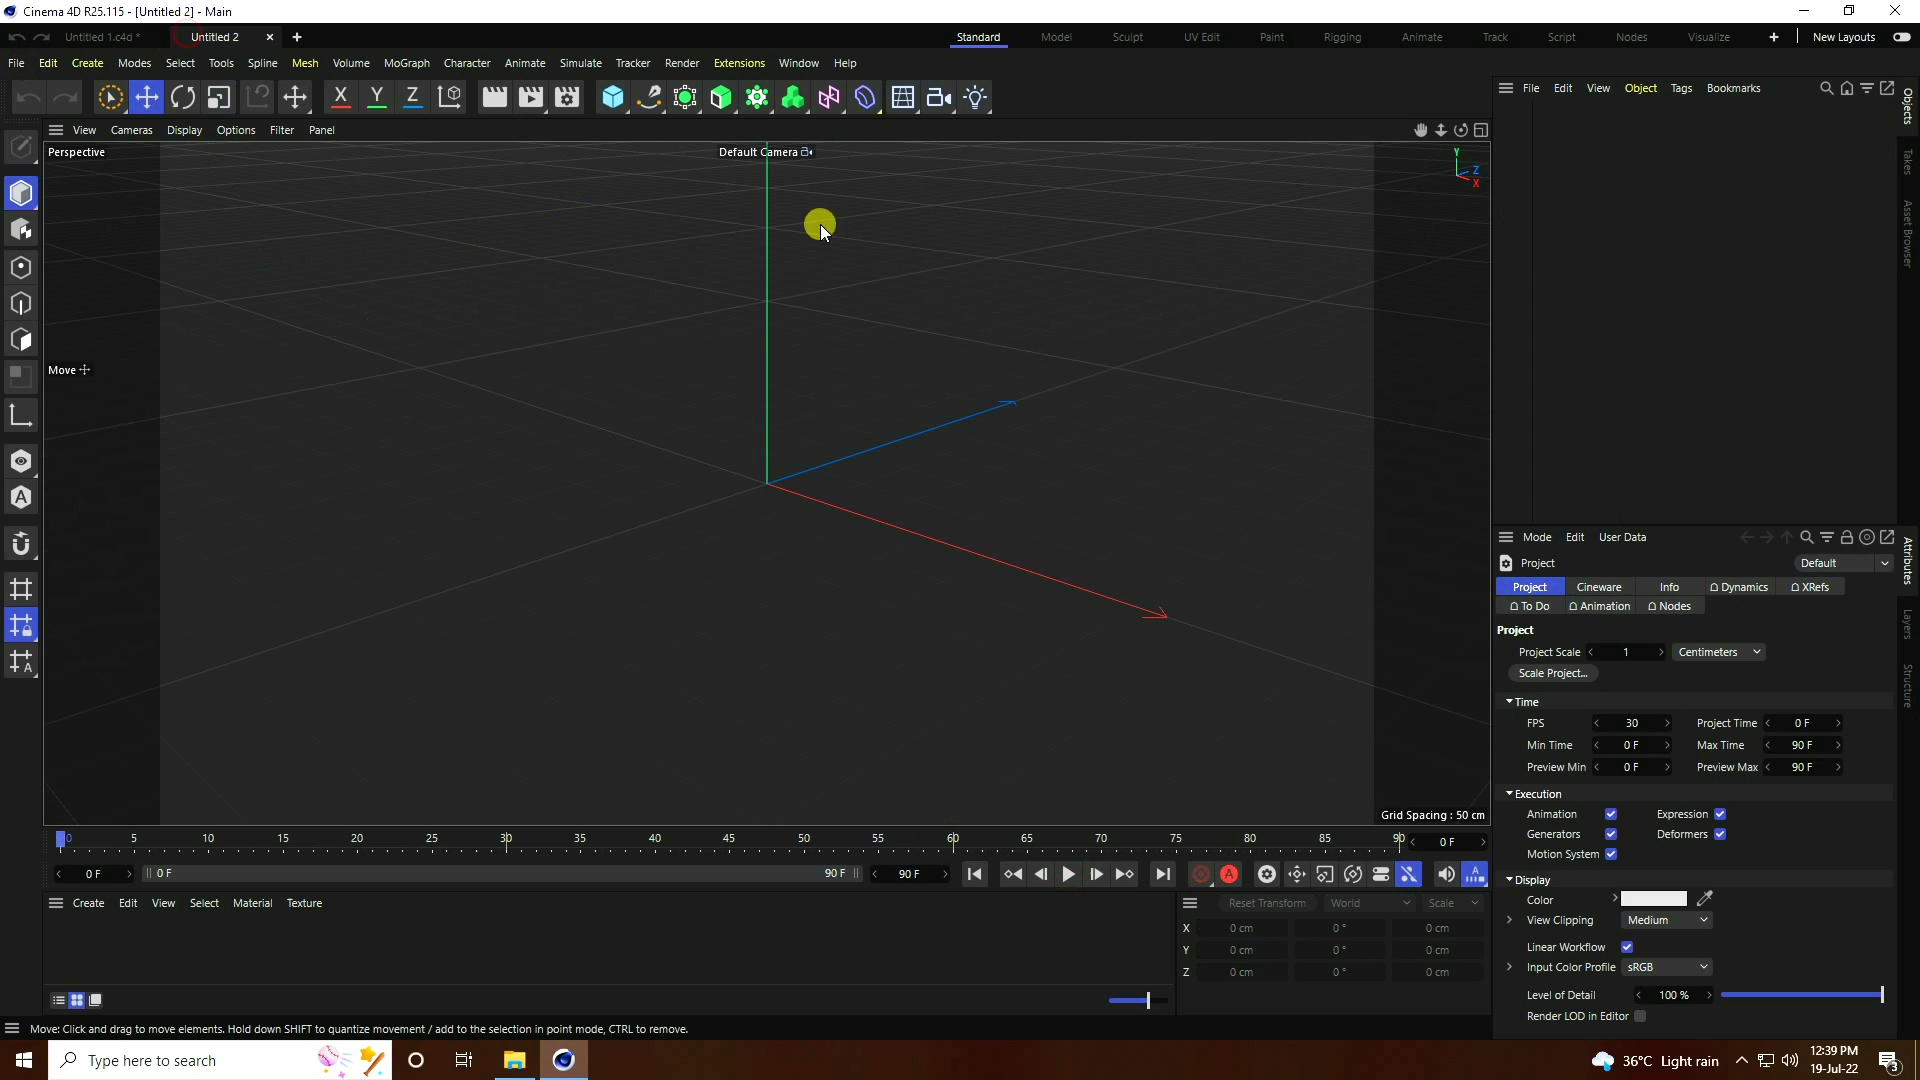 Cinema 4D R25.115 - [Untitled 2] - Main
Untitled 1.c4d *
Untitled 2
Standard Model Sculpt UV Edit Paint Rigging Animate Track Script Nodes Visualize + New Layouts
File Edit Create Modes Select Tools Spline Mesh Volume MoGraph Character Animate Simulate Tracker Render Extensions Window Help
X Y Z
File Edit View Object Tags Bookmarks
Objects
Takes
Asset Browser
View Cameras Display Options Filter Panel
Perspective
Default Camera
Y
Z
X
Move
Grid Spacing : 50 cm
Mode Edit User Data
Attributes
Layers
Structure
Project
Default
Project Cineware Info Dynamics XRefs
To Do Animation Nodes
Project
Project Scale 1 Centimeters
Scale Project...
Time
FPS 30 Project Time 0 F
Min Time 0 F Max Time 90 F
Preview Min 0 F Preview Max 90 F
Execution
Animation Expression
Generators Deformers
Motion System
Display
Color
View Clipping Medium
Linear Workflow
Input Color Profile sRGB
Level of Detail 100 %
Render LOD in Editor
0 5 10 15 20 25 30 35 40 45 50 55 60 65 70 75 80 85 90 0 F
0 F 0 F 90 F 90 F
Create Edit View Select Material Texture
Reset Transform World Scale
X 0 cm 0 ° 0 cm
Y 0 cm 0 ° 0 cm
Z 0 cm 0 ° 0 cm
Move: Click and drag to move elements. Hold down SHIFT to quantize movement / add to the selection in point mode, CTRL to remove.
Type here to search
36°C Light rain
12:39 PM
19-Jul-22
3